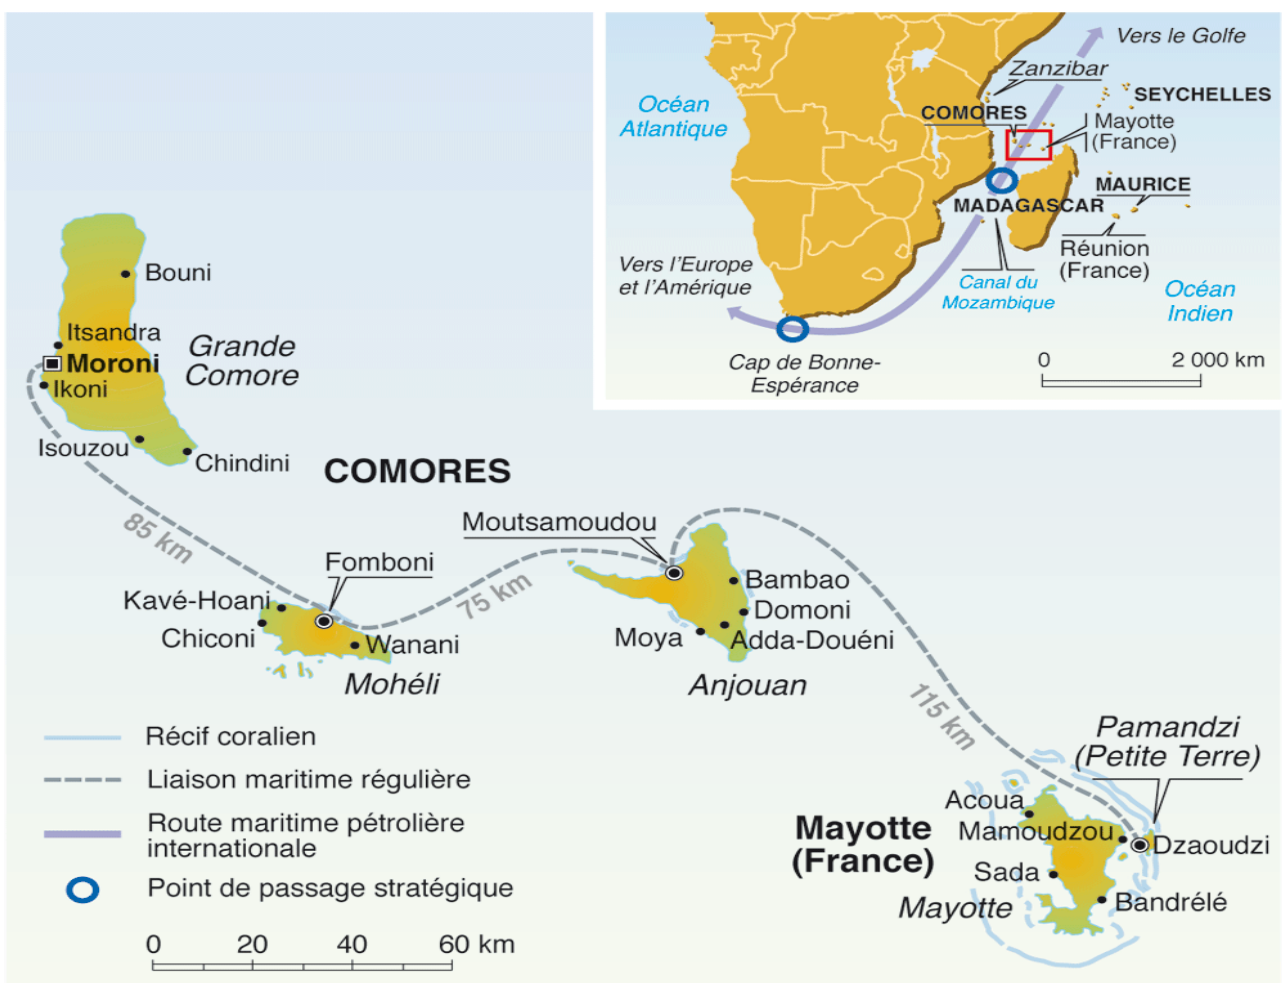 Vers le Golfe
Zanzibar
Océan
Atlantique
SEYCHELLES
COMORES
Mayotte
(France)
MAURICE
MADAGASCAR
Réunion
(France)
Vers l'Europe
et l'Amérique
Canal du
Mozambique
Océan
Indien
Cap de Bonne-
Espérance
0 2 000 km
Bouni
Itsandra
Moroni
Grande
Comore
Ikoni
Isouzou
Chindini
COMORES
85 km
Moutsamoudou
Fomboni
75 km
Bambao
Kavé-Hoani
Domoni
Chiconi
Wanani
Moya
Adda-Douéni
Mohéli
Anjouan
115 km
Pamandzi
(Petite Terre)
Acoua
Mayotte
(France)
Mamoudzou
Dzaoudzi
Sada
Mayotte
Bandrélé
Récif coralien
Liaison maritime régulière
Route maritime pétrolière
internationale
Point de passage stratégique
0 20 40 60 km